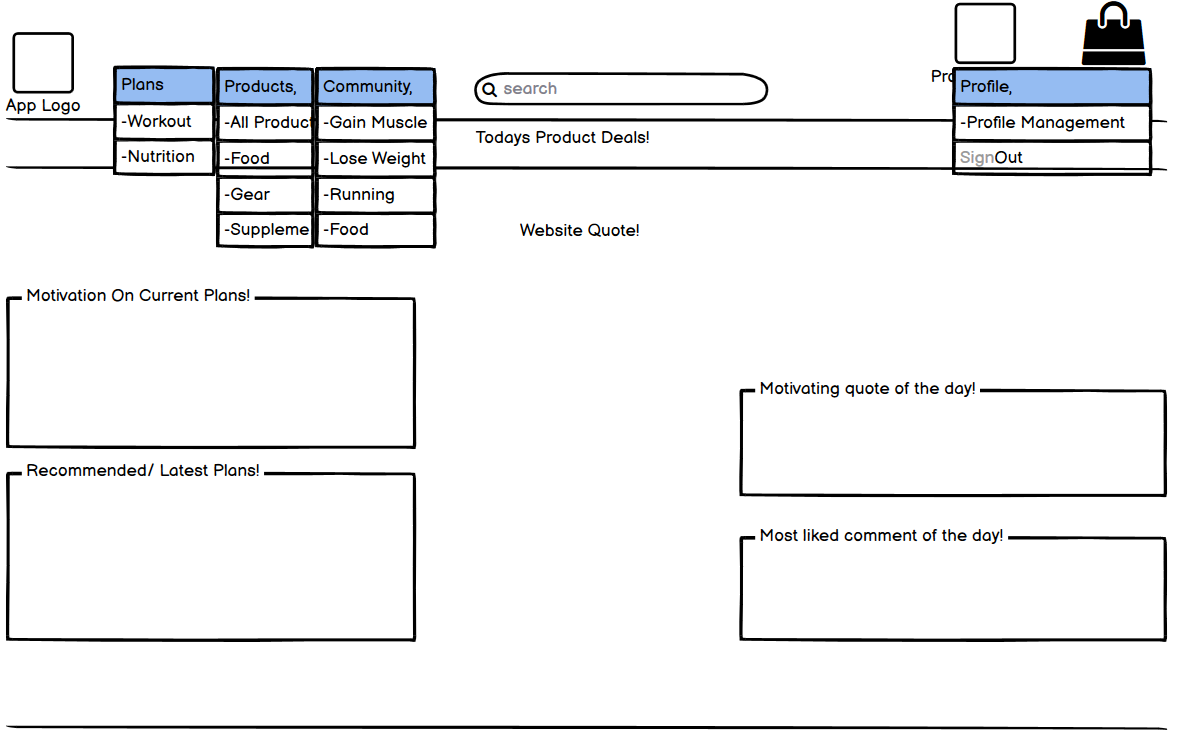 App Logo
Plans
-Workout
-Nutrition
Products,
-All Product
-Food
-Gear
-Suppleme
Community,
-Gain Muscle
-Lose Weight
-Running
-Food
search
Todays Product Deals!
Website Quote!
Pro
Profile,
-Profile Management
SignOut
Motivation On Current Plans!
Recommended/ Latest Plans!
Motivating quote of the day!
Most liked comment of the day!